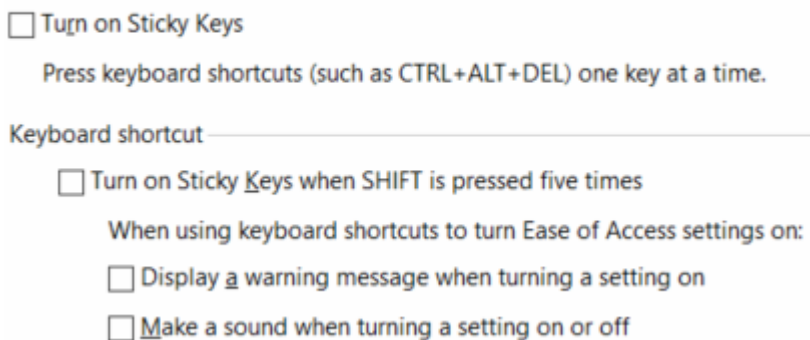 Turn on Sticky Keys
Press keyboard shortcuts (such as CTRL+ALT+DEL) one key at a time.
Keyboard shortcut
Turn on Sticky Keys when SHIFT is pressed five times
When using keyboard shortcuts to turn Ease of Access settings on:
Display a warning message when turning a setting on
Make a sound when turning a setting on or off